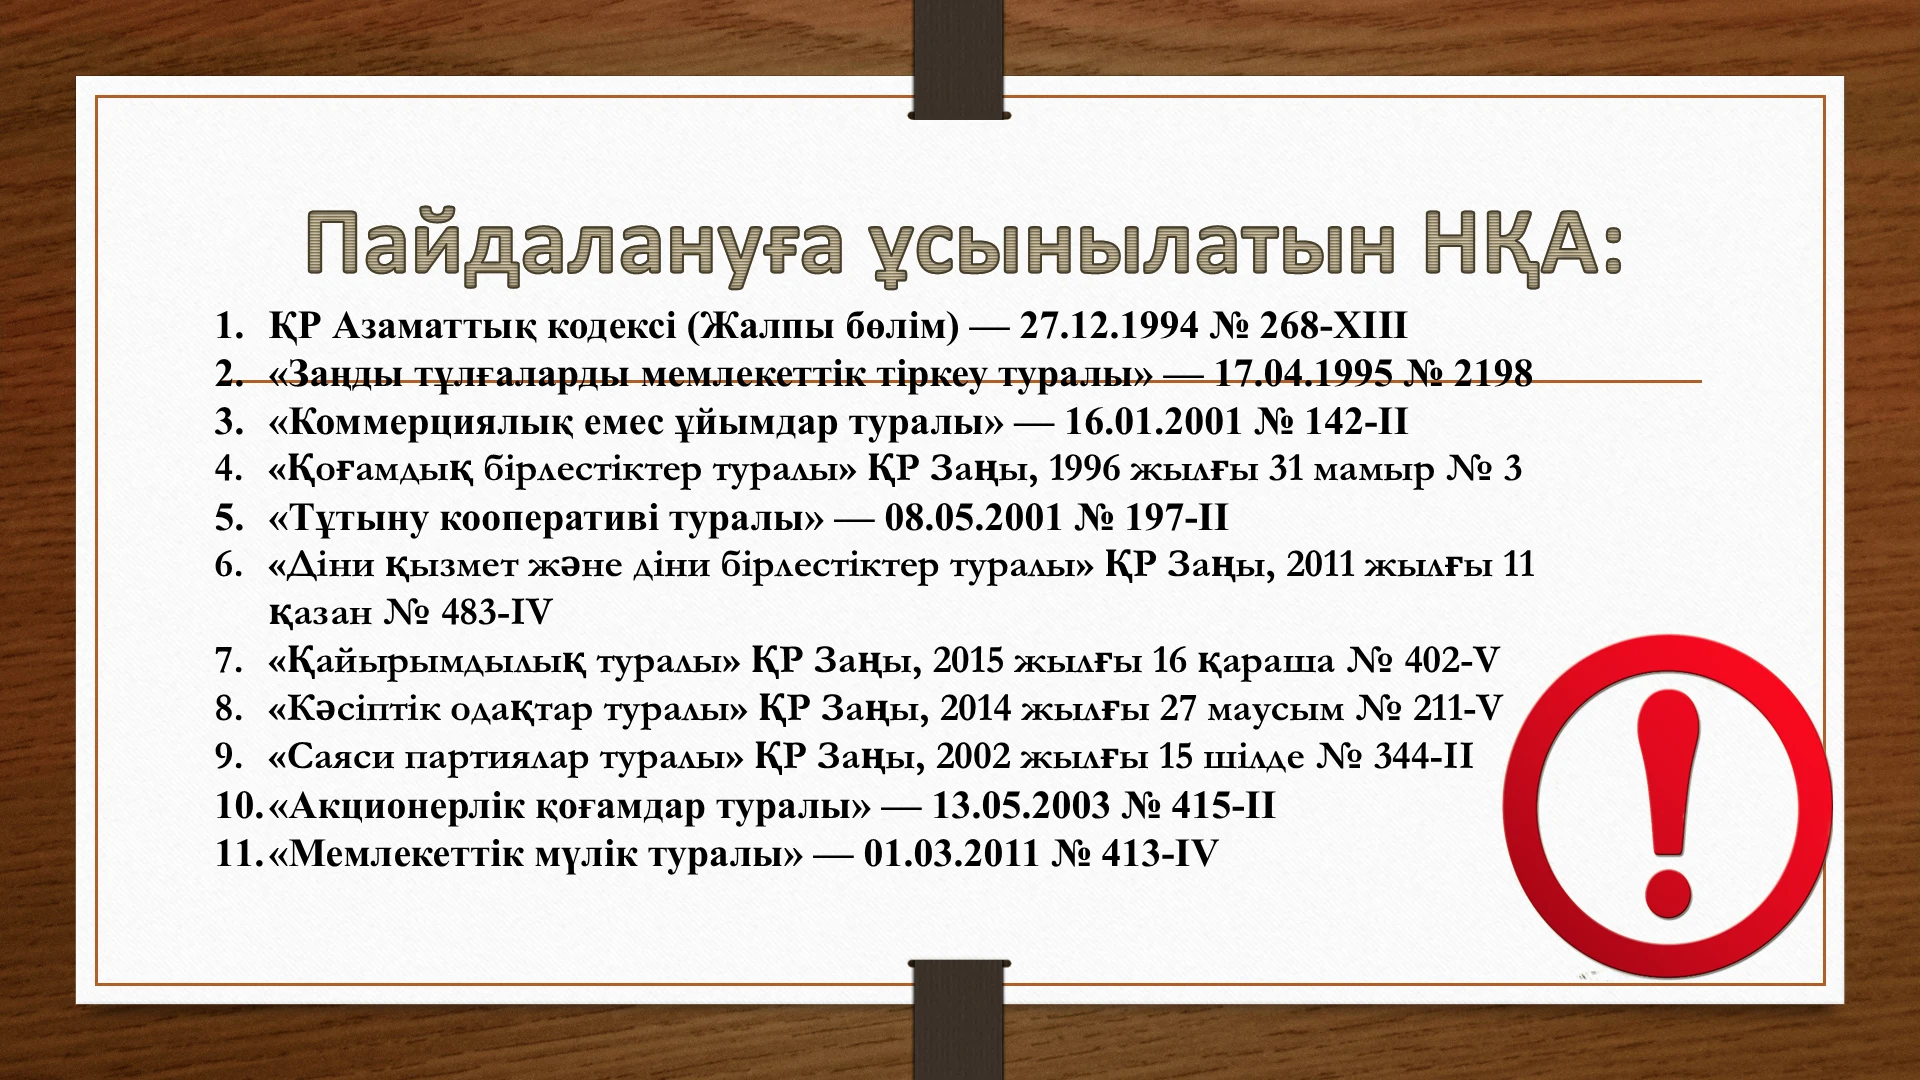 Пайдалануға ұсынылатын НҚА:
1. ҚР Азаматтық кодексі (Жалпы бөлім) — 27.12.1994 № 268-XIII
2. «Заңды тұлғаларды мемлекеттік тіркеу туралы» — 17.04.1995 № 2198
3. «Коммерциялық емес ұйымдар туралы» — 16.01.2001 № 142-II
4. «Қоғамдық бірлестіктер туралы» ҚР Заңы, 1996 жылғы 31 мамыр № 3
5. «Тұтыну кооперативі туралы» — 08.05.2001 № 197-II
6. «Діни қызмет және діни бірлестіктер туралы» ҚР Заңы, 2011 жылғы 11
қазан № 483-IV
7. «Қайырымдылық туралы» ҚР Заңы, 2015 жылғы 16 қараша № 402-V
8. «Кәсіптік одақтар туралы» ҚР Заңы, 2014 жылғы 27 маусым № 211-V
9. «Саяси партиялар туралы» ҚР Заңы, 2002 жылғы 15 шілде № 344-II
10. «Акционерлік қоғамдар туралы» — 13.05.2003 № 415-II
11. «Мемлекеттік мүлік туралы» — 01.03.2011 № 413-IV